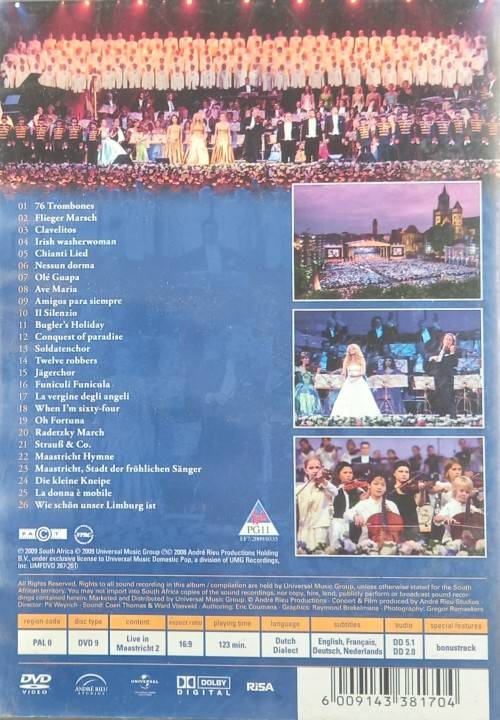 01 76 Trombones
02 Flieger Marsch
03 Clavelitos
04 Irish washerwoman
05 Chianti Lied
06 Nessun dorma
07 Olé Guapa
08 Ave Maria
09 Amigos para siempre
10 Il Silenzio
11 Bugler's Holiday
12 Conquest of paradise
13 Soldatenchor
14 Twelve robbers
15 Jägerchor
16 Funiculi Funicula
17 La vergine degli angeli
18 When I'm sixty-four
19 Oh Fortuna
20 Radetzky March
21 Strauß & Co.
22 Maastricht Hymne
23 Maastricht, Stadt der fröhlichen Sänger
24 Die kleine Kneipe
25 La donna è mobile
26 Wie schön unser Limburg ist
PACT
PG11
EF7/2009/0335
℗ 2009 South Africa © 2009 Universal Music Group ℗© 2008 André Rieu Productions Holding
B.V., under exclusive license to Universal Music Domestic Pop, a division of UMG Recordings,
Inc. UMFDVD 267(26)
All Rights Reserved. Rights to all sound recording in this album / compilation are held by Universal Music Group, unless otherwise stated for the South
African territory. You may not import into South Africa copies of the sound recordings, nor copy, hire, lend, publicly perform or broadcast sound recor-
dings contained herein. Marketed and Distributed by Universal Music Group. © André Rieu Productions · Concert & Film produced by André Rieu Studios
Director: Pit Weyrich · Sound: Coen Thomas & Ward Vlasveld · Authoring: Eric Coumans · Graphics: Raymond Brakelmans · Photography: Gregor Ramaekers
region code disc type content aspect ratio playing time language subtitles audio special features
PAL 0 DVD 9 Live in Maastricht 2 16:9 123 min. Dutch Dialect English, Français, Deutsch, Nederlands DD 5.1 DD 2.0 bonustrack
DVD VIDEO
ANDRÉ RIEU STUDIOS
UNIVERSAL
DOLBY DIGITAL
RiSA
6 009143 381704